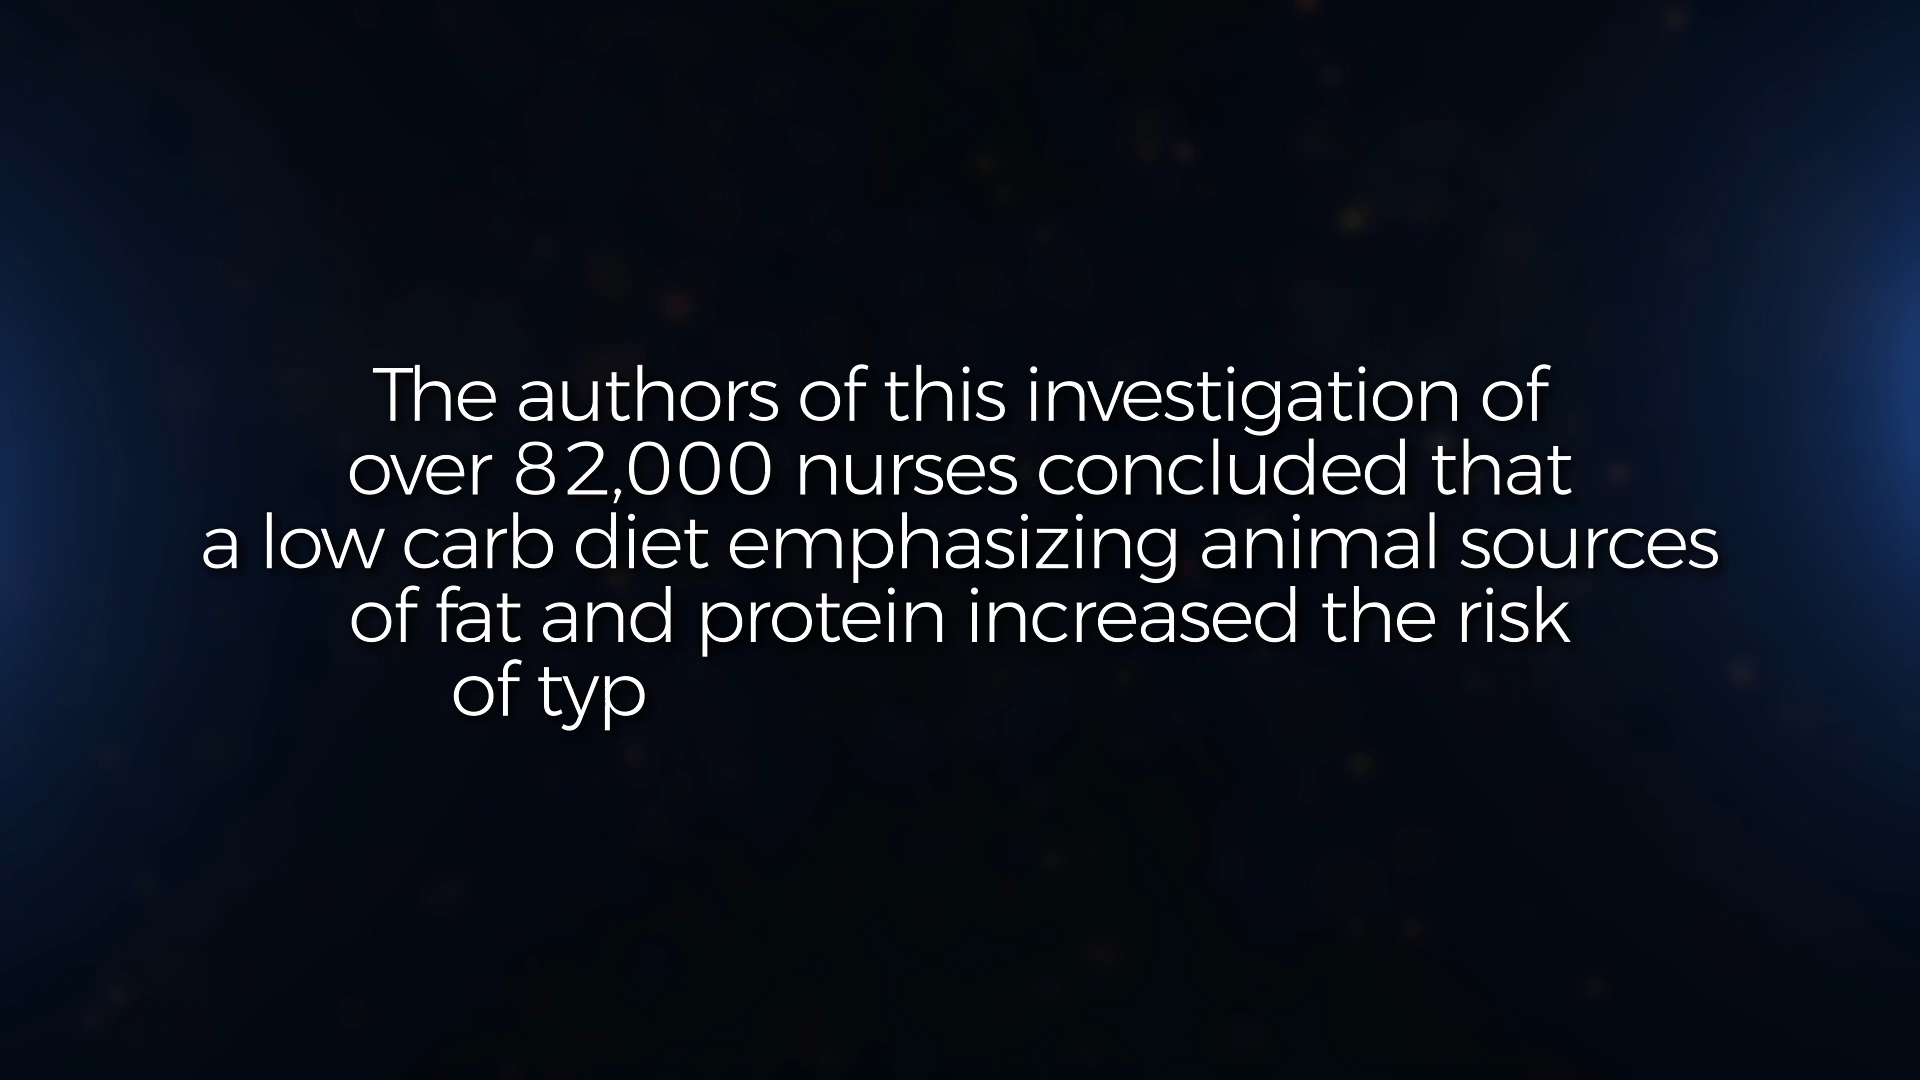 The authors of this investigation of
over 82,000 nurses concluded that
a low carb diet emphasizing animal sources
of fat and protein increased the risk
of typ